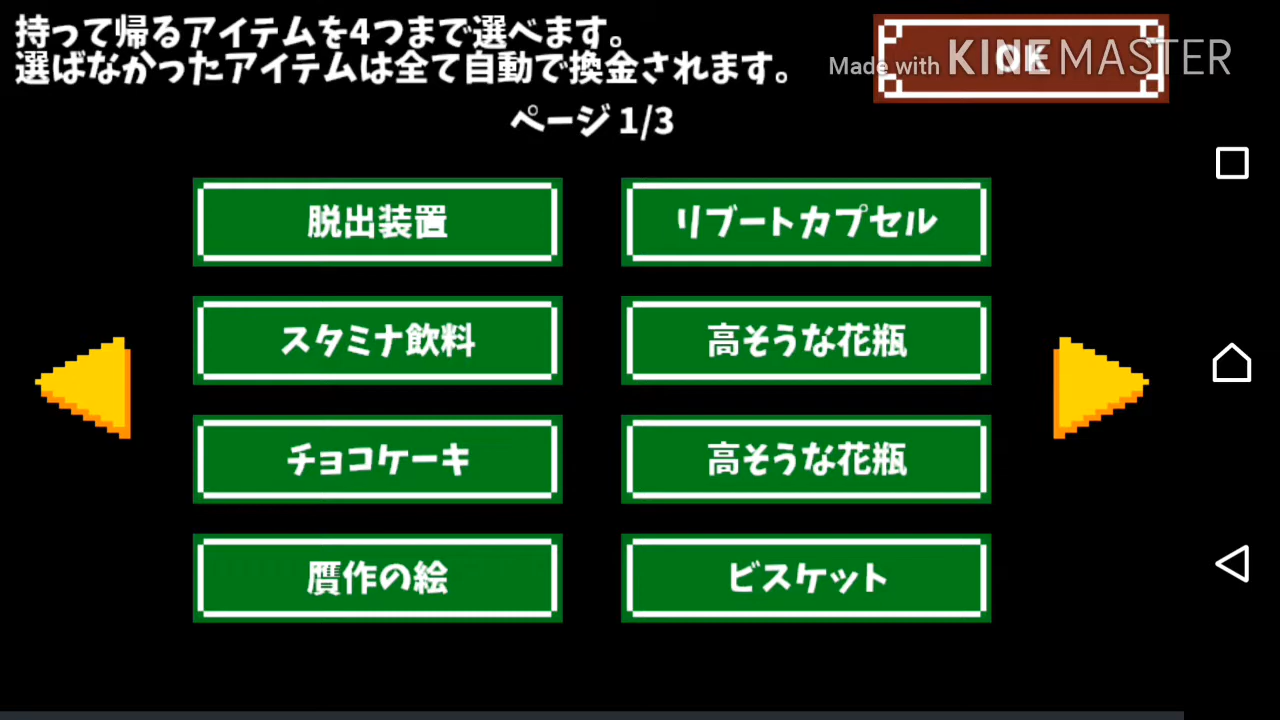 持って帰るアイテムを4つまで選べます。
選ばなかったアイテムは全て自動で換金されます。
OK
Made with KINEMASTER
ページ 1/3
脱出装置
リブートカプセル
スタミナ飲料
高そうな花瓶
チョコケーキ
高そうな花瓶
贋作の絵
ビスケット